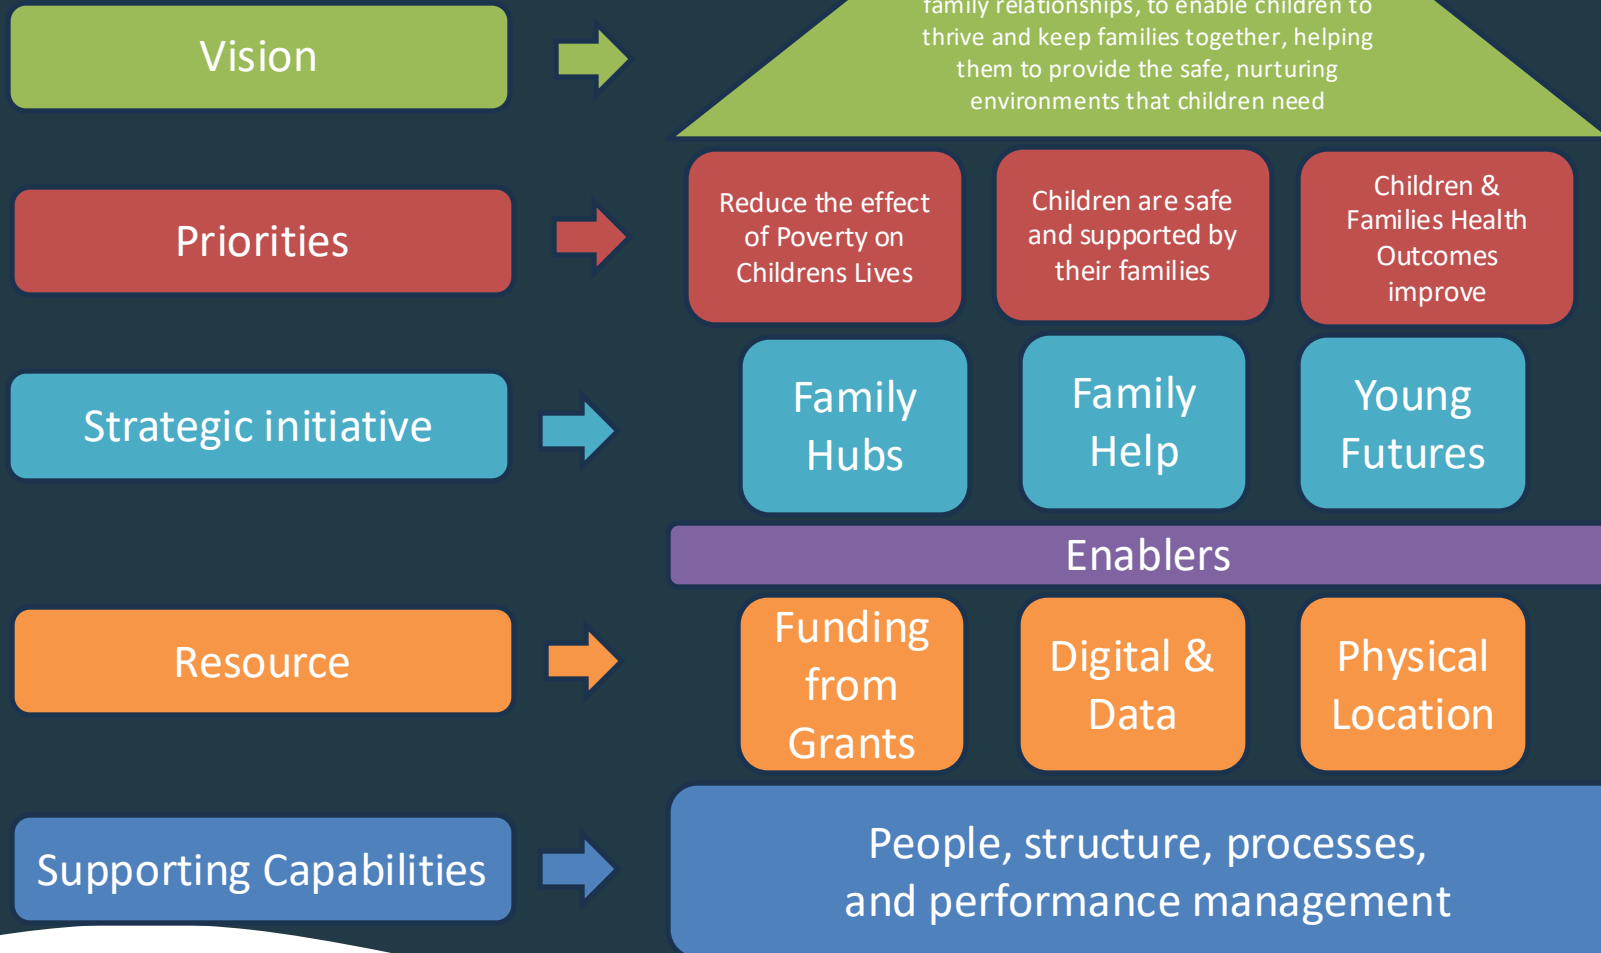 Vision
family relationships, to enable children to
thrive and keep families together, helping
them to provide the safe, nurturing
environments that children need
Priorities
Reduce the effect
of Poverty on
Childrens Lives
Children are safe
and supported by
their families
Children &
Families Health
Outcomes
improve
Strategic initiative
Family
Hubs
Family
Help
Young
Futures
Enablers
Resource
Funding
from
Grants
Digital &
Data
Physical
Location
Supporting Capabilities
People, structure, processes,
and performance management